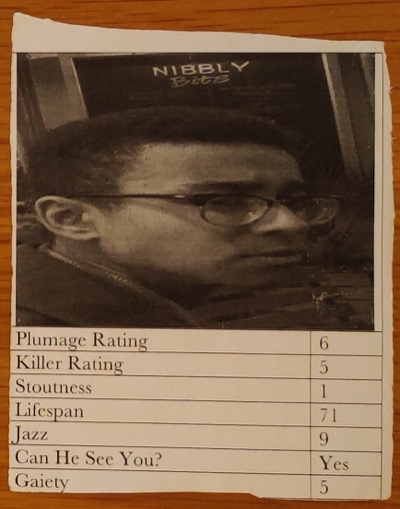 NIBBLY
Bits
Plumage Rating 6
Killer Rating 5
Stoutness 1
Lifespan 71
Jazz 9
Can He See You? Yes
Gaiety 5